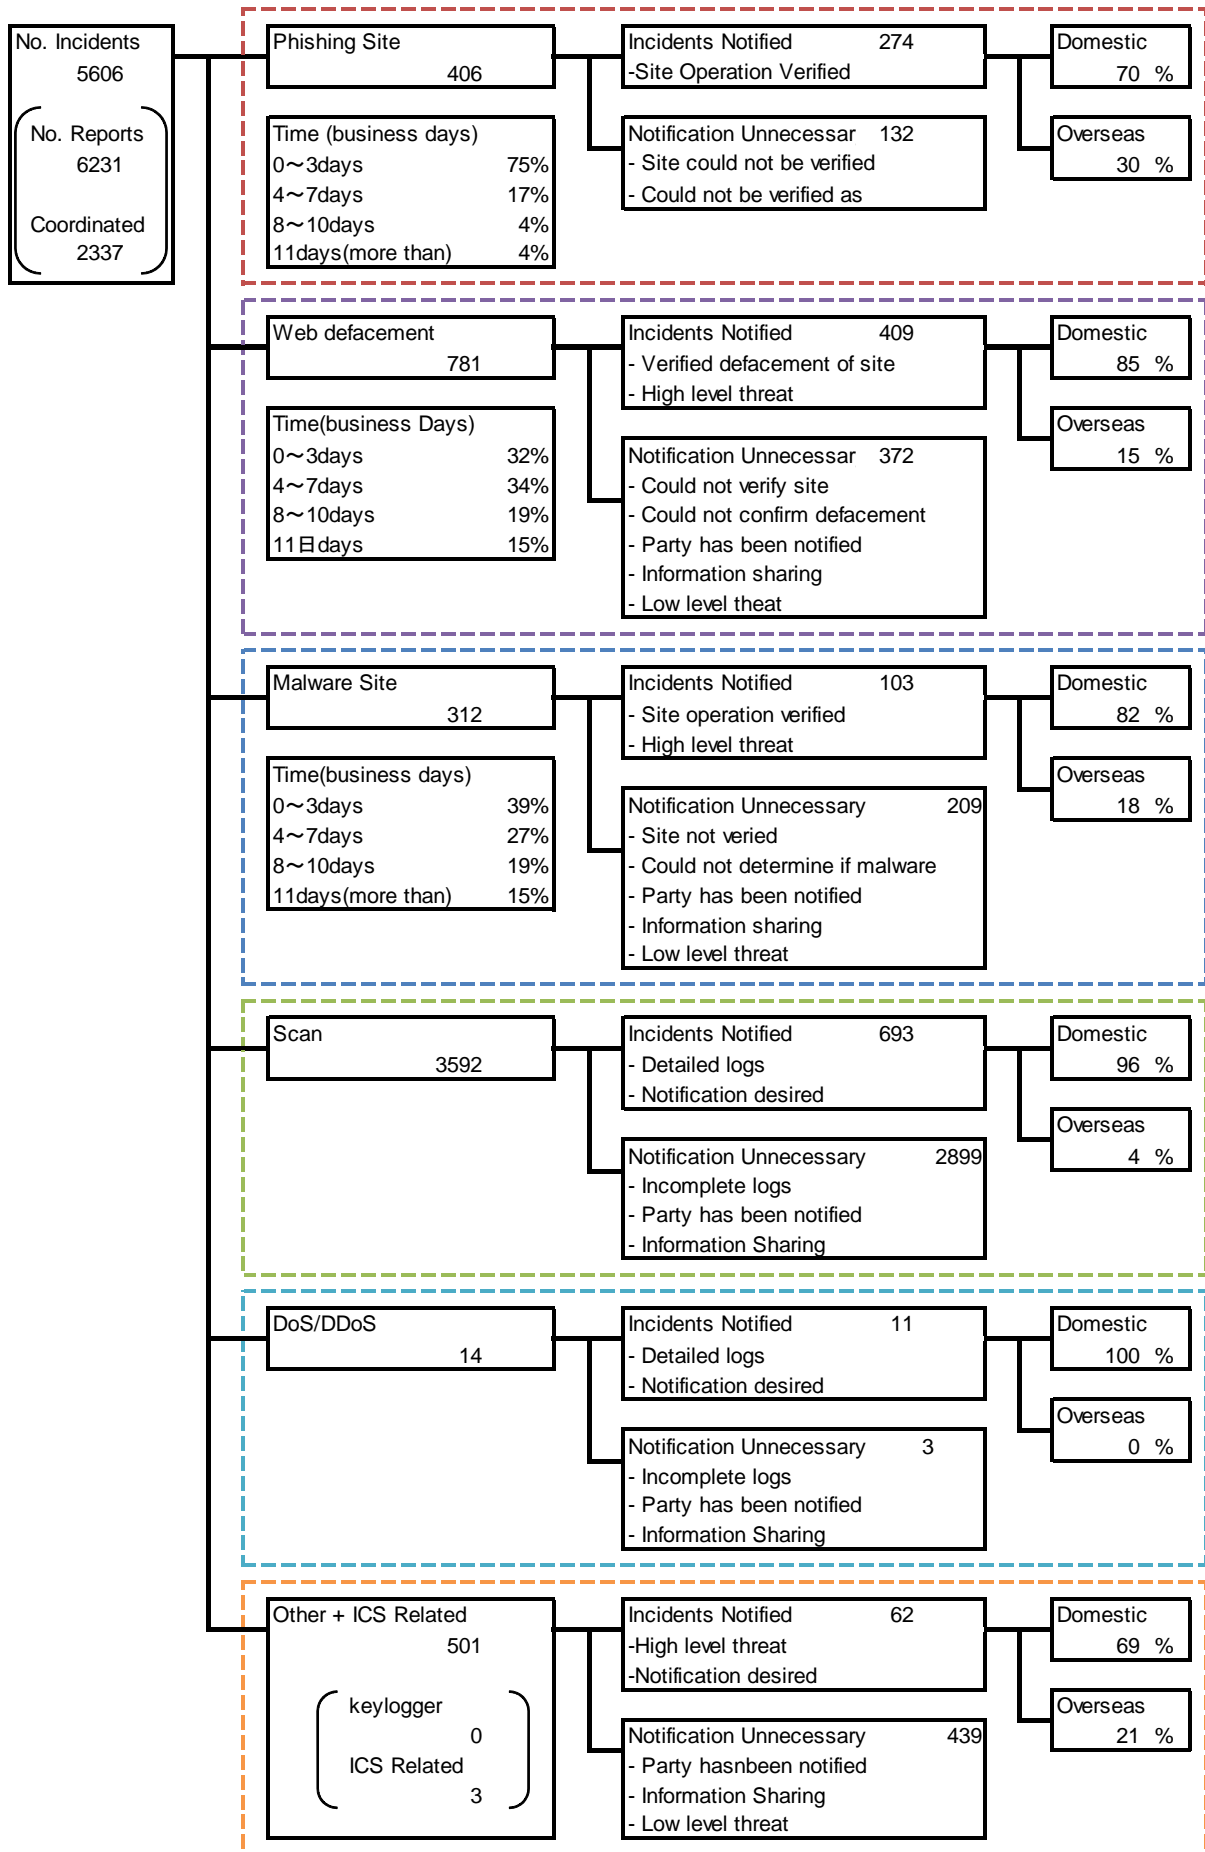 No. Incidents
5606
No. Reports
6231
Coordinated
2337
Phishing Site
406
Time (business days)
0～3days 75%
4～7days 17%
8～10days 4%
11days(more than) 4%
Incidents Notified 274
-Site Operation Verified
Notification Unnecessar 132
- Site could not be verified
- Could not be verified as
Domestic
70 %
Overseas
30 %
Web defacement
781
Time(business Days)
0～3days 32%
4～7days 34%
8～10days 19%
11日days 15%
Incidents Notified 409
- Verified defacement of site
- High level threat
Notification Unnecessar 372
- Could not verify site
- Could not confirm defacement
- Party has been notified
- Information sharing
- Low level theat
Domestic
85 %
Overseas
15 %
Malware Site
312
Time(business days)
0～3days 39%
4～7days 27%
8～10days 19%
11days(more than) 15%
Incidents Notified 103
- Site operation verified
- High level threat
Notification Unnecessary 209
- Site not veried
- Could not determine if malware
- Party has been notified
- Information sharing
- Low level threat
Domestic
82 %
Overseas
18 %
Scan
3592
Incidents Notified 693
- Detailed logs
- Notification desired
Notification Unnecessary 2899
- Incomplete logs
- Party has been notified
- Information Sharing
Domestic
96 %
Overseas
4 %
DoS/DDoS
14
Incidents Notified 11
- Detailed logs
- Notification desired
Notification Unnecessary 3
- Incomplete logs
- Party has been notified
- Information Sharing
Domestic
100 %
Overseas
0 %
Other + ICS Related
501
keylogger
0
ICS Related
3
Incidents Notified 62
-High level threat
-Notification desired
Notification Unnecessary 439
- Party hasnbeen notified
- Information Sharing
- Low level threat
Domestic
69 %
Overseas
21 %